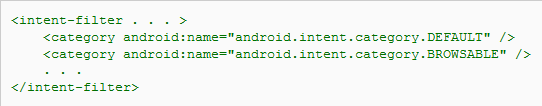 <intent-filter . . . >
    <category android:name="android.intent.category.DEFAULT" />
    <category android:name="android.intent.category.BROWSABLE" />
    . . .
</intent-filter>